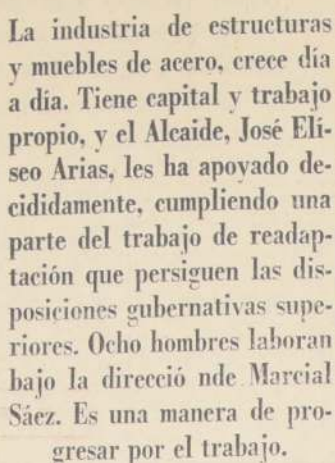 La industria de estructuras
y muebles de acero, crece día
a día. Tiene capital y trabajo
propio, y el Alcaide, José Elí-
seo Arias, les ha apoyado de-
cididamente, cumpliendo una
parte del trabajo de readap-
tación que persiguen las dis-
posiciones gubernativas supe-
riores. Ocho hombres laboran
bajo la direcció nde Marcial
Sáez. Es una manera de pro-
gresar por el trabajo.